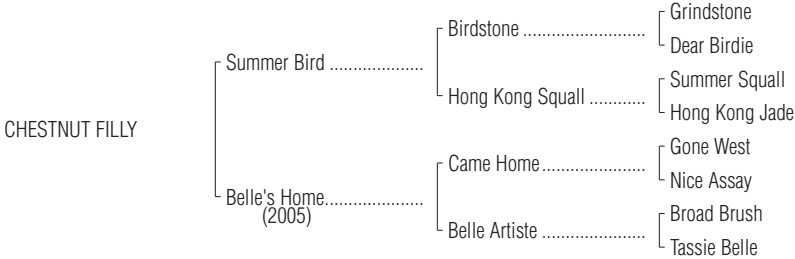 Grindstone
Birdstone ........................
Dear Birdie
Summer Bird ...................
Summer Squall
Hong Kong Squall ...........
Hong Kong Jade
CHESTNUT FILLY
Gone West
Came Home.....................
Nice Assay
Belle's Home...................
(2005)
Broad Brush
Belle Artiste .....................
Tassie Belle